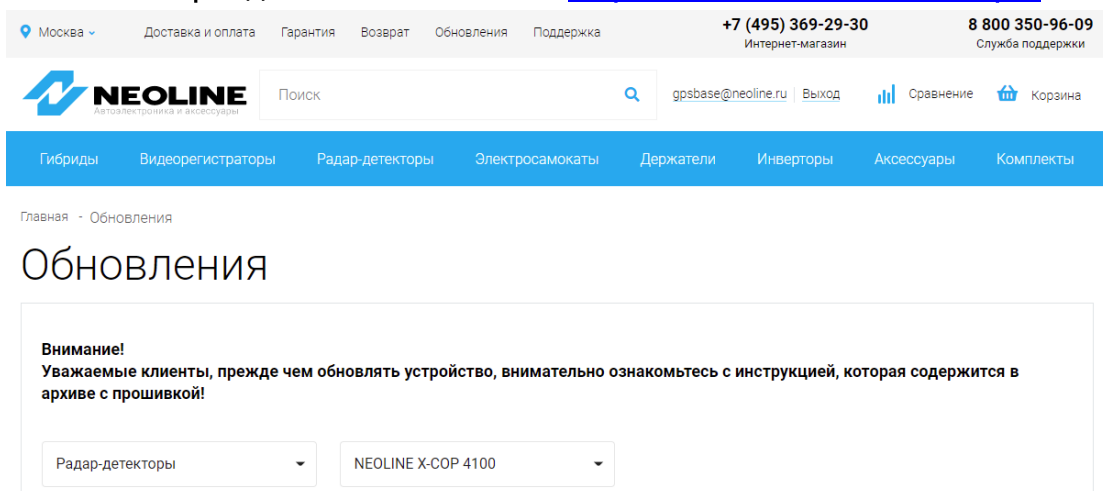 Москва Доставка и оплата Гарантия Возврат Обновления Поддержка +7 (495) 369-29-30 8 800 350-96-09
Интернет-магазин Служба поддержки
NEOLINE Поиск gpsbase@neoline.ru Выход Сравнение Корзина
Автоэлектроника и аксессуары
Гибриды Видеорегистраторы Радар-детекторы Электросамокаты Держатели Инверторы Аксессуары Комплекты
Главная - Обновления
Обновления
Внимание!
Уважаемые клиенты, прежде чем обновлять устройство, внимательно ознакомьтесь с инструкцией, которая содержится в
архиве с прошивкой!
Радар-детекторы NEOLINE X-COP 4100